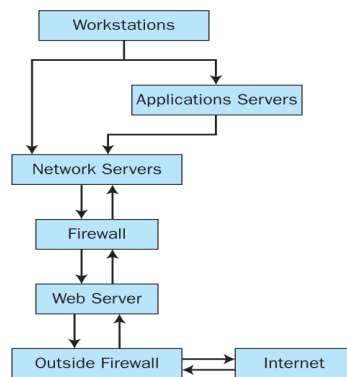 Workstations
Applications Servers
Network Servers
Firewall
Web Server
Outside Firewall
Internet